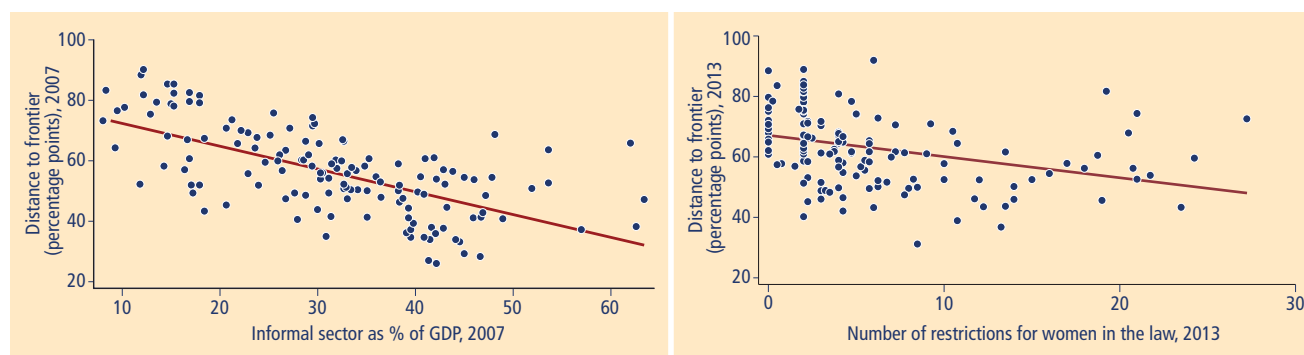 Distance to frontier
(percentage points), 2007
100
80
60
40
20
10 20 30 40 50 60
Informal sector as % of GDP, 2007
Distance to frontier
(percentage points), 2013
100
80
60
40
20
0 10 20 30
Number of restrictions for women in the law, 2013